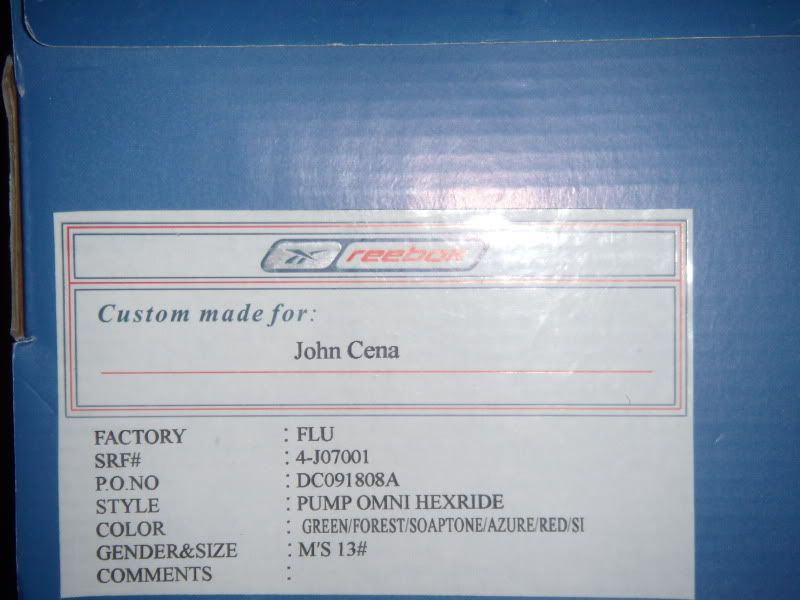 reebok
Custom made for:
John Cena
FACTORY : FLU
SRF# : 4-J07001
P.O.NO : DC091808A
STYLE : PUMP OMNI HEXRIDE
COLOR : GREEN/FOREST/SOAPTONE/AZURE/RED/SI
GENDER&SIZE : M'S 13#
COMMENTS :